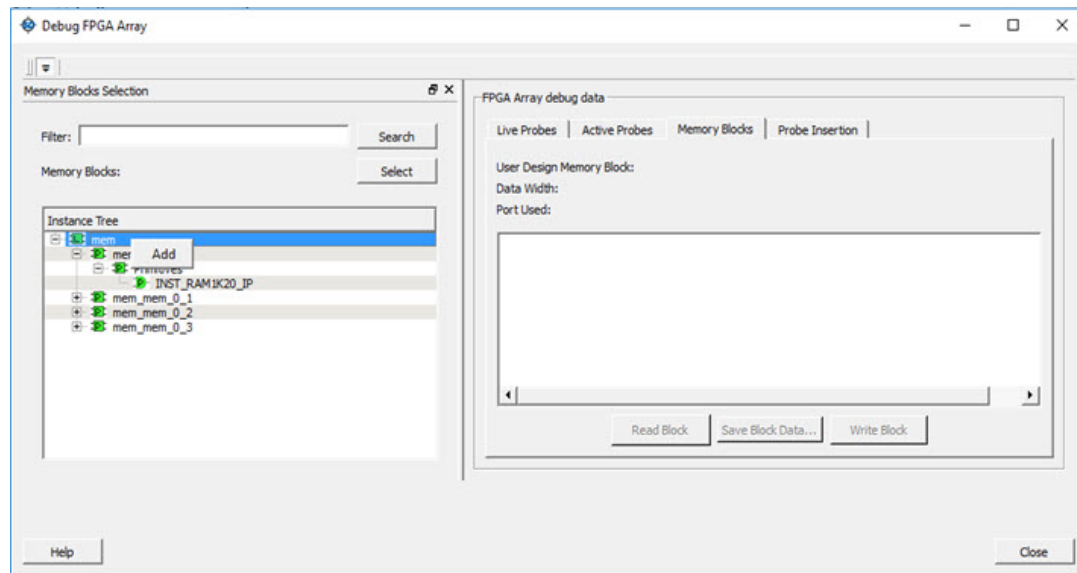 Debug FPGA Array
Memory Blocks Selection
Filter:
Search
Memory Blocks:
Select
Instance Tree
mem
Add
INST_RAM1K20_IP
mem_mem_0_1
mem_mem_0_2
mem_mem_0_3
FPGA Array debug data
Live Probes Active Probes Memory Blocks Probe Insertion
User Design Memory Block:
Data Width:
Port Used:
Read Block Save Block Data... Write Block
Help
Close